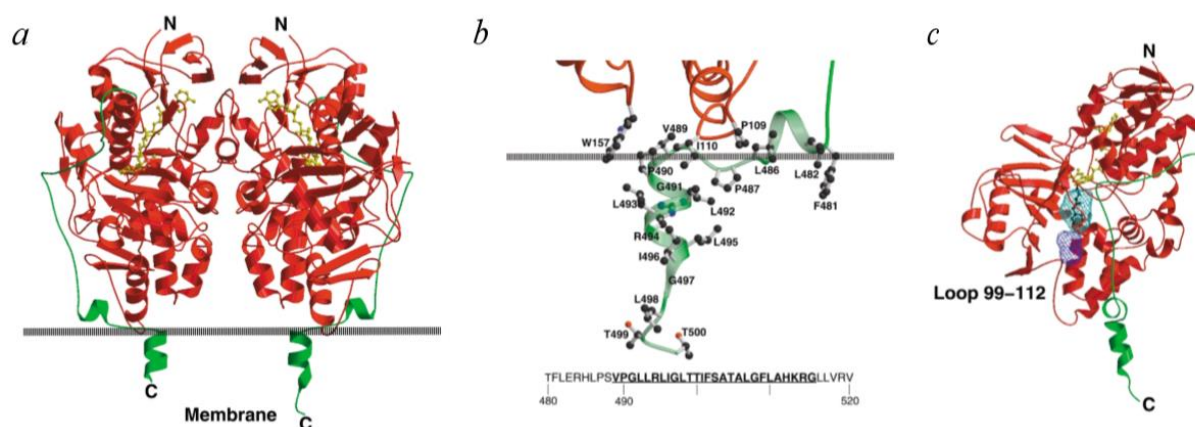 a
N
N
C
C
Membrane
b
V489
P109
W157
I110
P490
L486
L482
G491
P487
F481
L493
L492
R494
L495
I496
G497
L498
T499
T500
TFLERHLPSVPGLLRLIGLTTIFSATALGFLAHKRGLLVRV
480
490
520
c
N
Loop 99–112
C